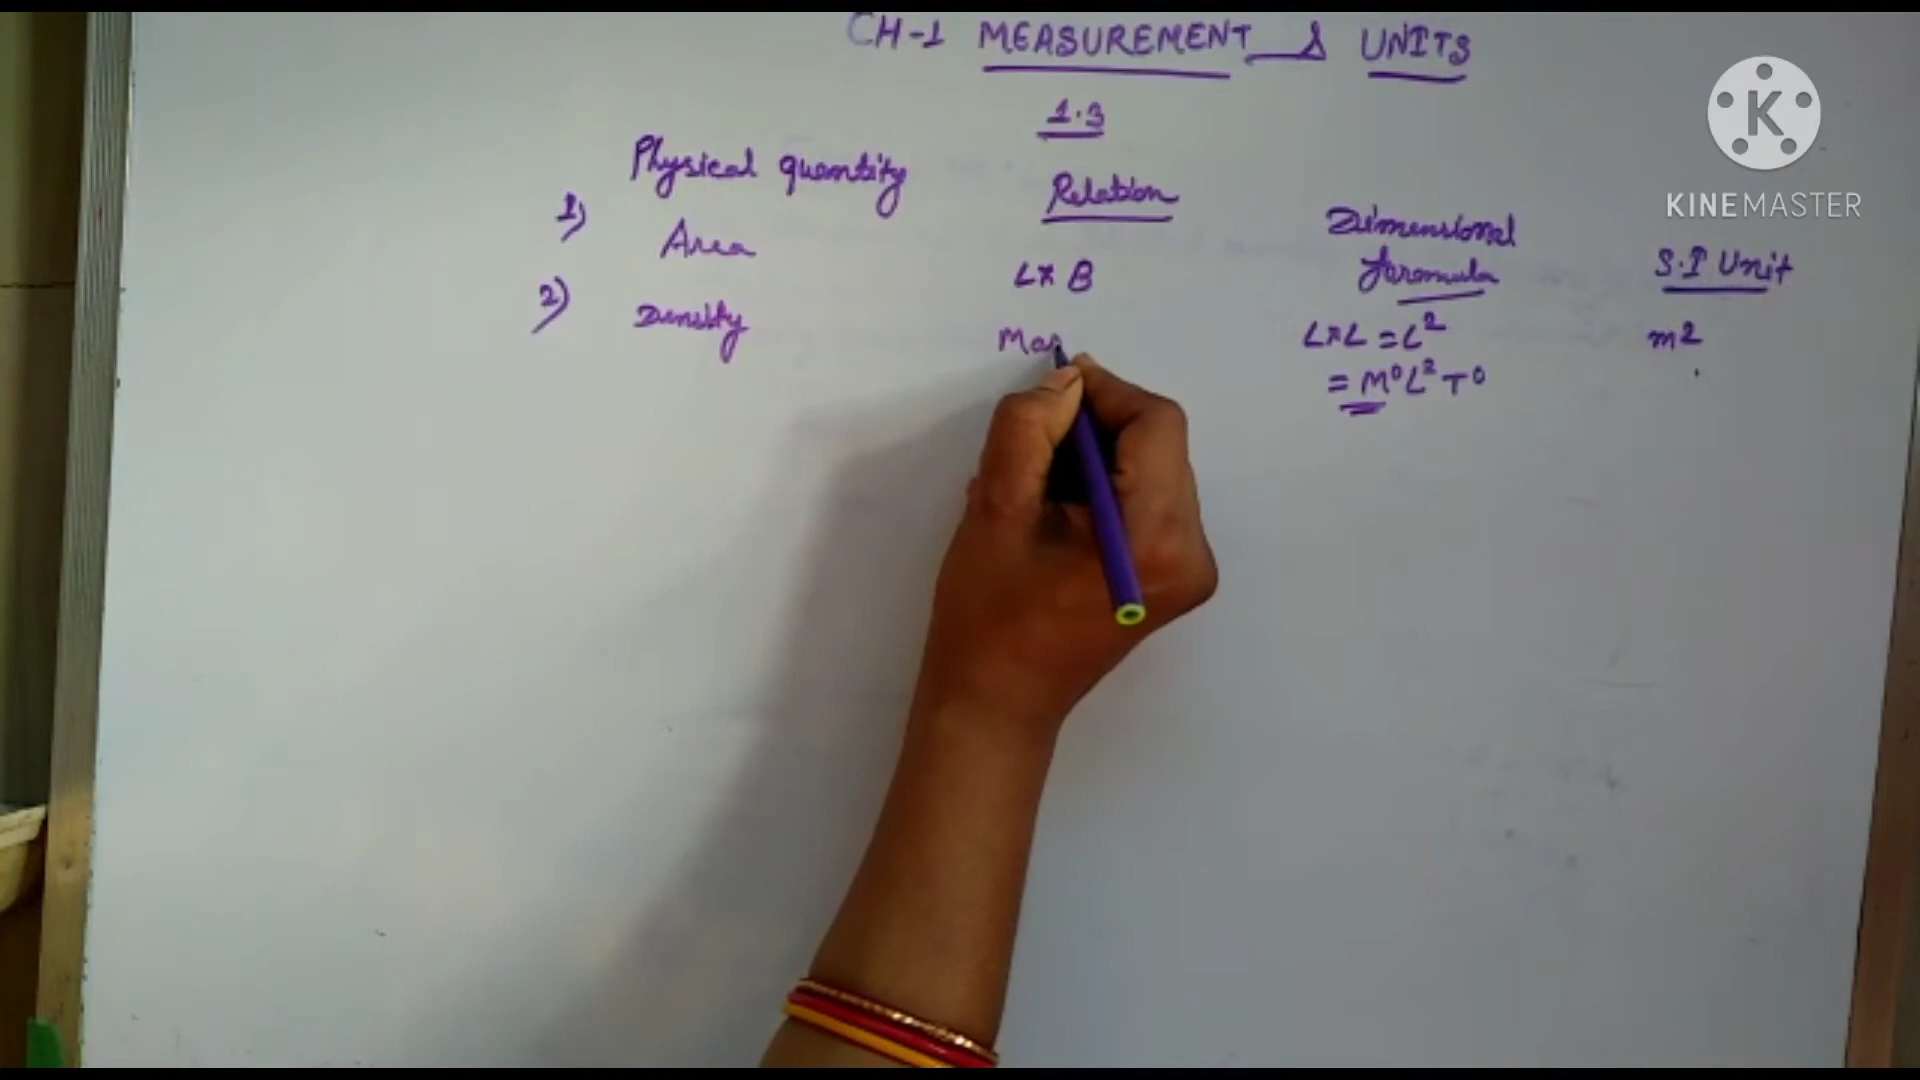 CH-1 MEASUREMENT & UNITS
1.3
Physical quantity Relation Dimensional formula S.I Unit
1) Area L×B L×L = L² m²
= M⁰L²T⁰
2) Density Mas
KINEMASTER